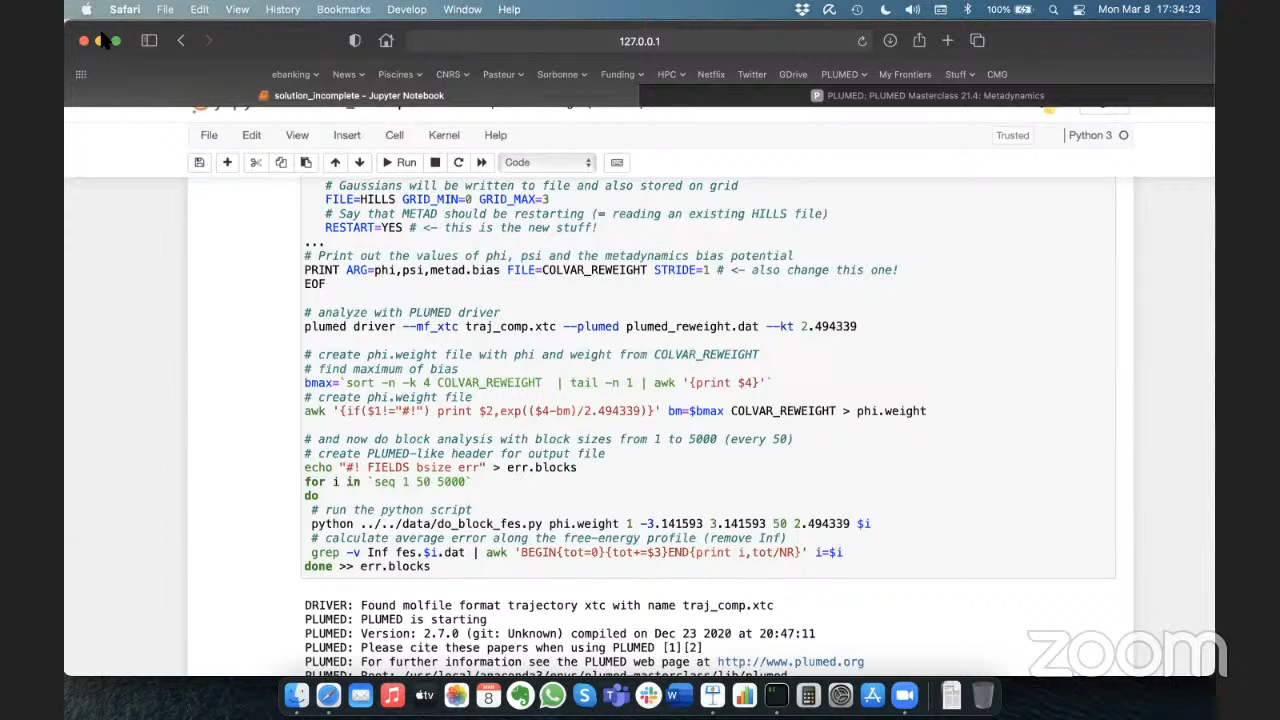 Safari File Edit View History Bookmarks Develop Window Help 100% Mon Mar 8 17:34:23
127.0.0.1
ebanking News Piscines CNRS Pasteur Sorbonne Funding HPC Netflix Twitter GDrive PLUMED My Frontiers Stuff CMG
solution_incomplete - Jupyter Notebook PLUMED: PLUMED Masterclass 21.4: Metadynamics
File Edit View Insert Cell Kernel Help Trusted Python 3
Run Code
# Gaussians will be written to file and also stored on grid
FILE=HILLS GRID_MIN=0 GRID_MAX=3
# Say that METAD should be restarting (= reading an existing HILLS file)
RESTART=YES # <- this is the new stuff!
...
# Print out the values of phi, psi and the metadynamics bias potential
PRINT ARG=phi,psi,metad.bias FILE=COLVAR_REWEIGHT STRIDE=1 # <- also change this one!
EOF
# analyze with PLUMED driver
plumed driver --mf_xtc traj_comp.xtc --plumed plumed_reweight.dat --kt 2.494339
# create phi.weight file with phi and weight from COLVAR_REWEIGHT
# find maximum of bias
bmax=`sort -n -k 4 COLVAR_REWEIGHT | tail -n 1 | awk '{print $4}'`
# create phi.weight file
awk '{if($1!="#!") print $2,exp(($4-bm)/2.494339)}' bm=$bmax COLVAR_REWEIGHT > phi.weight
# and now do block analysis with block sizes from 1 to 5000 (every 50)
# create PLUMED-like header for output file
echo "#! FIELDS bsize err" > err.blocks
for i in `seq 1 50 5000`
do
# run the python script
python ../../data/do_block_fes.py phi.weight 1 -3.141593 3.141593 50 2.494339 $i
# calculate average error along the free-energy profile (remove Inf)
grep -v Inf fes.$i.dat | awk 'BEGIN{tot=0}{tot+=$3}END{print i,tot/NR}' i=$i
done >> err.blocks
DRIVER: Found molfile format trajectory xtc with name traj_comp.xtc
PLUMED: PLUMED is starting
PLUMED: Version: 2.7.0 (git: Unknown) compiled on Dec 23 2020 at 20:47:11
PLUMED: Please cite these papers when using PLUMED [1][2]
PLUMED: For further information see the PLUMED web page at http://www.plumed.org
zoom
MAR
8
tv